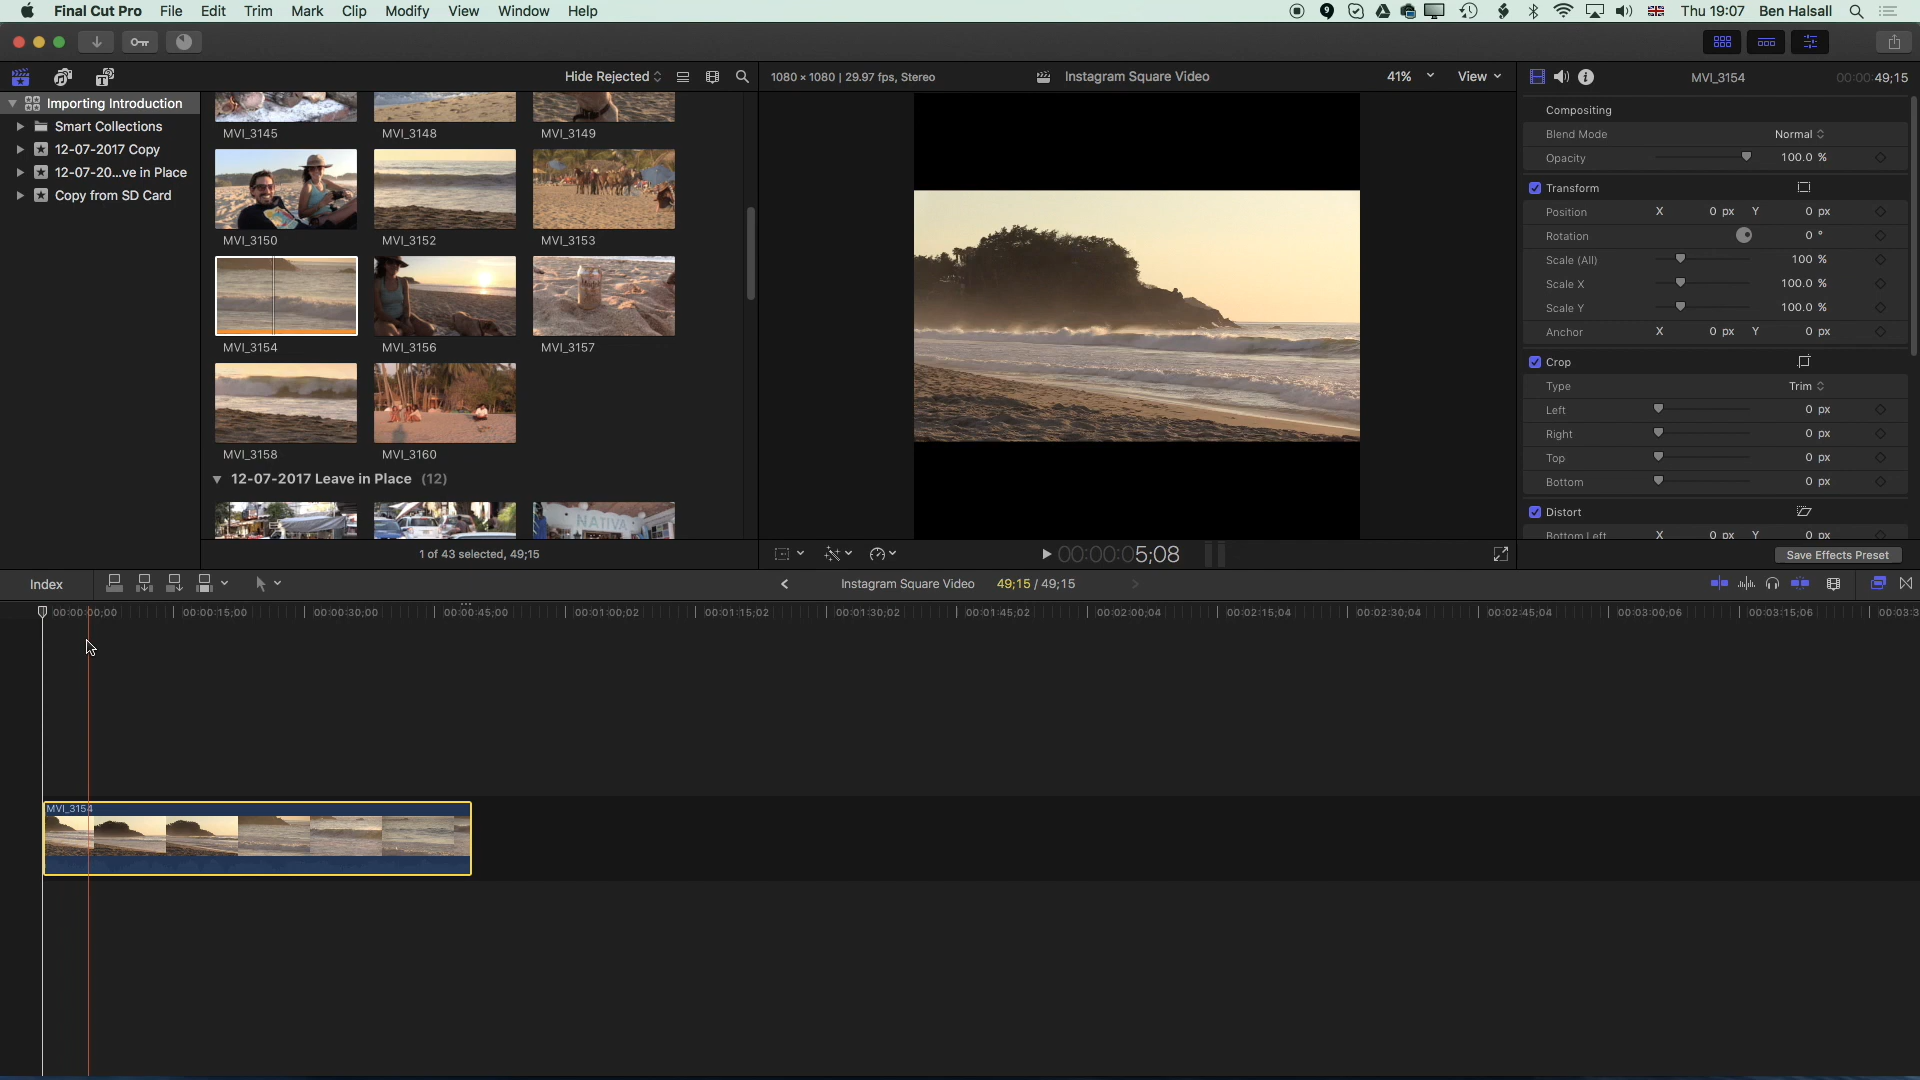 Final Cut Pro File Edit Trim Mark Clip Modify View Window Help 9 Thu 19:07 Ben Halsall
Hide Rejected 1080 × 1080 | 29.97 fps, Stereo Instagram Square Video 41% View MVI_3154 00:00:49;15
Importing Introduction
Smart Collections
12-07-2017 Copy
12-07-20...ve in Place
Copy from SD Card
MVI_3145 MVI_3148 MVI_3149
MVI_3150 MVI_3152 MVI_3153
MVI_3154 MVI_3156 MVI_3157
MVI_3158 MVI_3160
12-07-2017 Leave in Place (12)
NATIVA
1 of 43 selected, 49;15
00:00:05;08
Compositing
Blend Mode Normal
Opacity 100.0 %
Transform
Position X 0 px Y 0 px
Rotation 0 °
Scale (All) 100 %
Scale X 100.0 %
Scale Y 100.0 %
Anchor X 0 px Y 0 px
Crop
Type Trim
Left 0 px
Right 0 px
Top 0 px
Bottom 0 px
Distort
Bottom Left X 0 px Y 0 px
Save Effects Preset
Index Instagram Square Video 49;15 / 49;15
00:00:00;00 00:00:15;00 00:00:30;00 00:00:45;00 00:01:00;02 00:01:15;02 00:01:30;02 00:01:45;02 00:02:00;04 00:02:15;04 00:02:30;04 00:02:45;04 00:03:00;06 00:03:15;06 00:03:3
MVI_3154